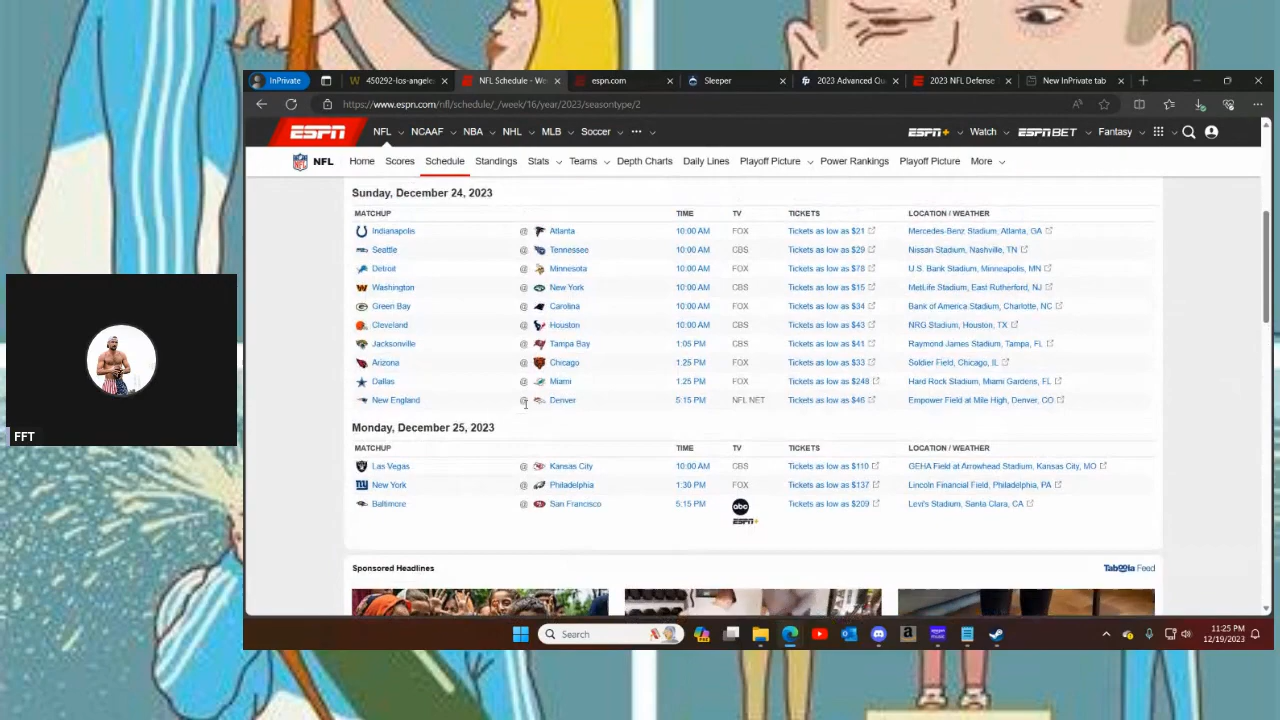 InPrivate
450292-los-angele
NFL Schedule - We
espn.com
Sleeper
2023 Advanced Qu
2023 NFL Defense
New InPrivate tab
https://www.espn.com/nfl/schedule/_/week/16/year/2023/seasontype/2
ESPN NFL NCAAF NBA NHL MLB Soccer ESPN+ Watch ESPN BET Fantasy
NFL Home Scores Schedule Standings Stats Teams Depth Charts Daily Lines Playoff Picture Power Rankings Playoff Picture More
Sunday, December 24, 2023
MATCHUP TIME TV TICKETS LOCATION / WEATHER
Indianapolis @ Atlanta 10:00 AM FOX Tickets as low as $21 Mercedes-Benz Stadium, Atlanta, GA
Seattle @ Tennessee 10:00 AM CBS Tickets as low as $29 Nissan Stadium, Nashville, TN
Detroit @ Minnesota 10:00 AM FOX Tickets as low as $78 U.S. Bank Stadium, Minneapolis, MN
Washington @ New York 10:00 AM CBS Tickets as low as $15 MetLife Stadium, East Rutherford, NJ
Green Bay @ Carolina 10:00 AM FOX Tickets as low as $34 Bank of America Stadium, Charlotte, NC
Cleveland @ Houston 10:00 AM CBS Tickets as low as $43 NRG Stadium, Houston, TX
Jacksonville @ Tampa Bay 1:05 PM CBS Tickets as low as $41 Raymond James Stadium, Tampa, FL
Arizona @ Chicago 1:25 PM FOX Tickets as low as $33 Soldier Field, Chicago, IL
Dallas @ Miami 1:25 PM FOX Tickets as low as $248 Hard Rock Stadium, Miami Gardens, FL
New England @ Denver 5:15 PM NFL NET Tickets as low as $46 Empower Field at Mile High, Denver, CO
Monday, December 25, 2023
MATCHUP TIME TV TICKETS LOCATION / WEATHER
Las Vegas @ Kansas City 10:00 AM CBS Tickets as low as $110 GEHA Field at Arrowhead Stadium, Kansas City, MO
New York @ Philadelphia 1:30 PM FOX Tickets as low as $137 Lincoln Financial Field, Philadelphia, PA
Baltimore @ San Francisco 5:15 PM abc Tickets as low as $209 Levi's Stadium, Santa Clara, CA
ESPN+
Sponsored Headlines Taboola Feed
FFT
Search
11:25 PM
12/19/2023